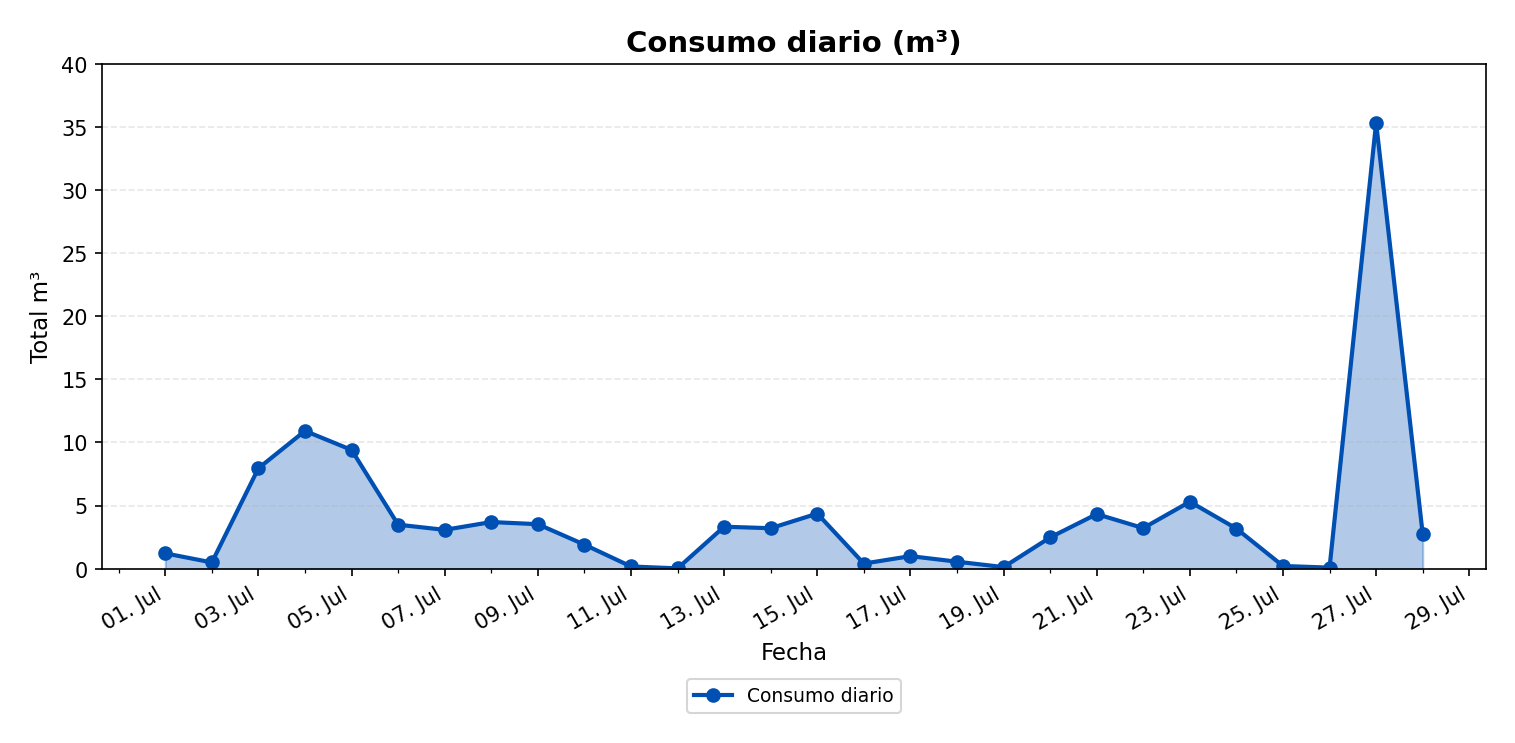 Consumo diario (m³)
40
35
30
25
20
15
10
5
0
Total m³
01. Jul
03. Jul
05. Jul
07. Jul
09. Jul
11. Jul
13. Jul
15. Jul
17. Jul
19. Jul
21. Jul
23. Jul
25. Jul
27. Jul
29. Jul
Fecha
Consumo diario